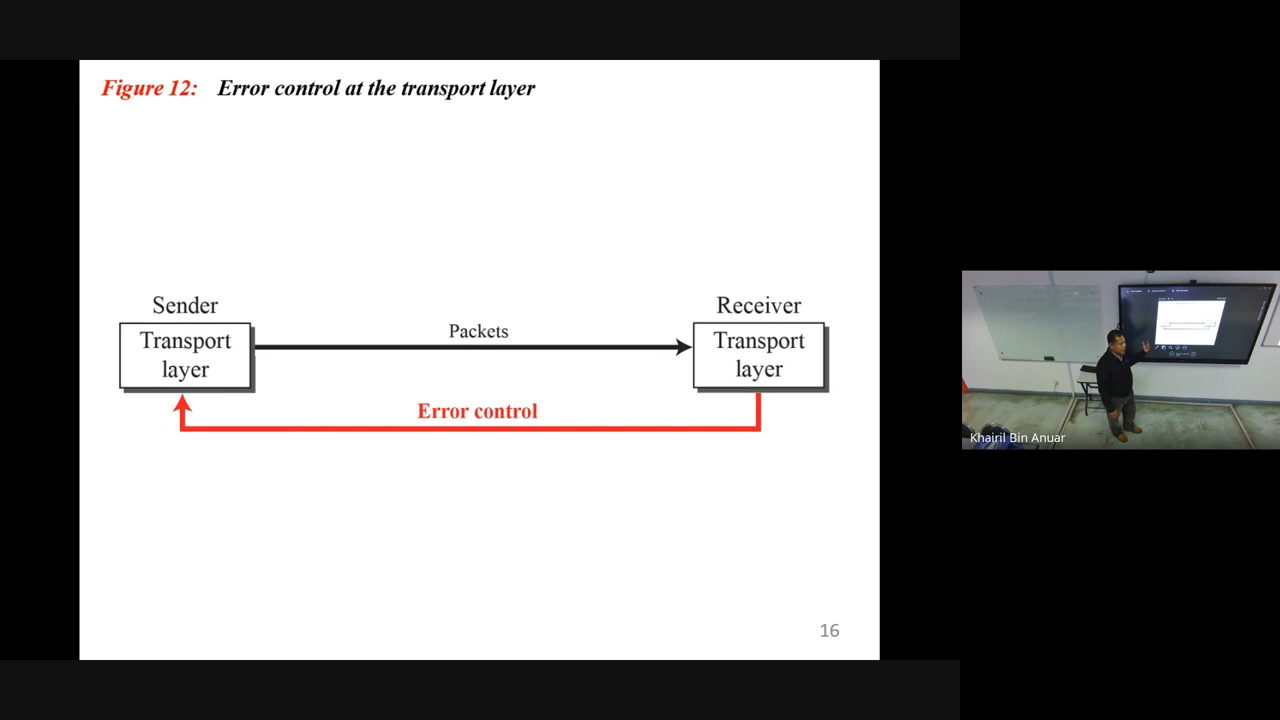 Figure 12: Error control at the transport layer
Sender
Receiver
Transport
layer
Packets
Transport
layer
Error control
16
Khairil Bin Anuar